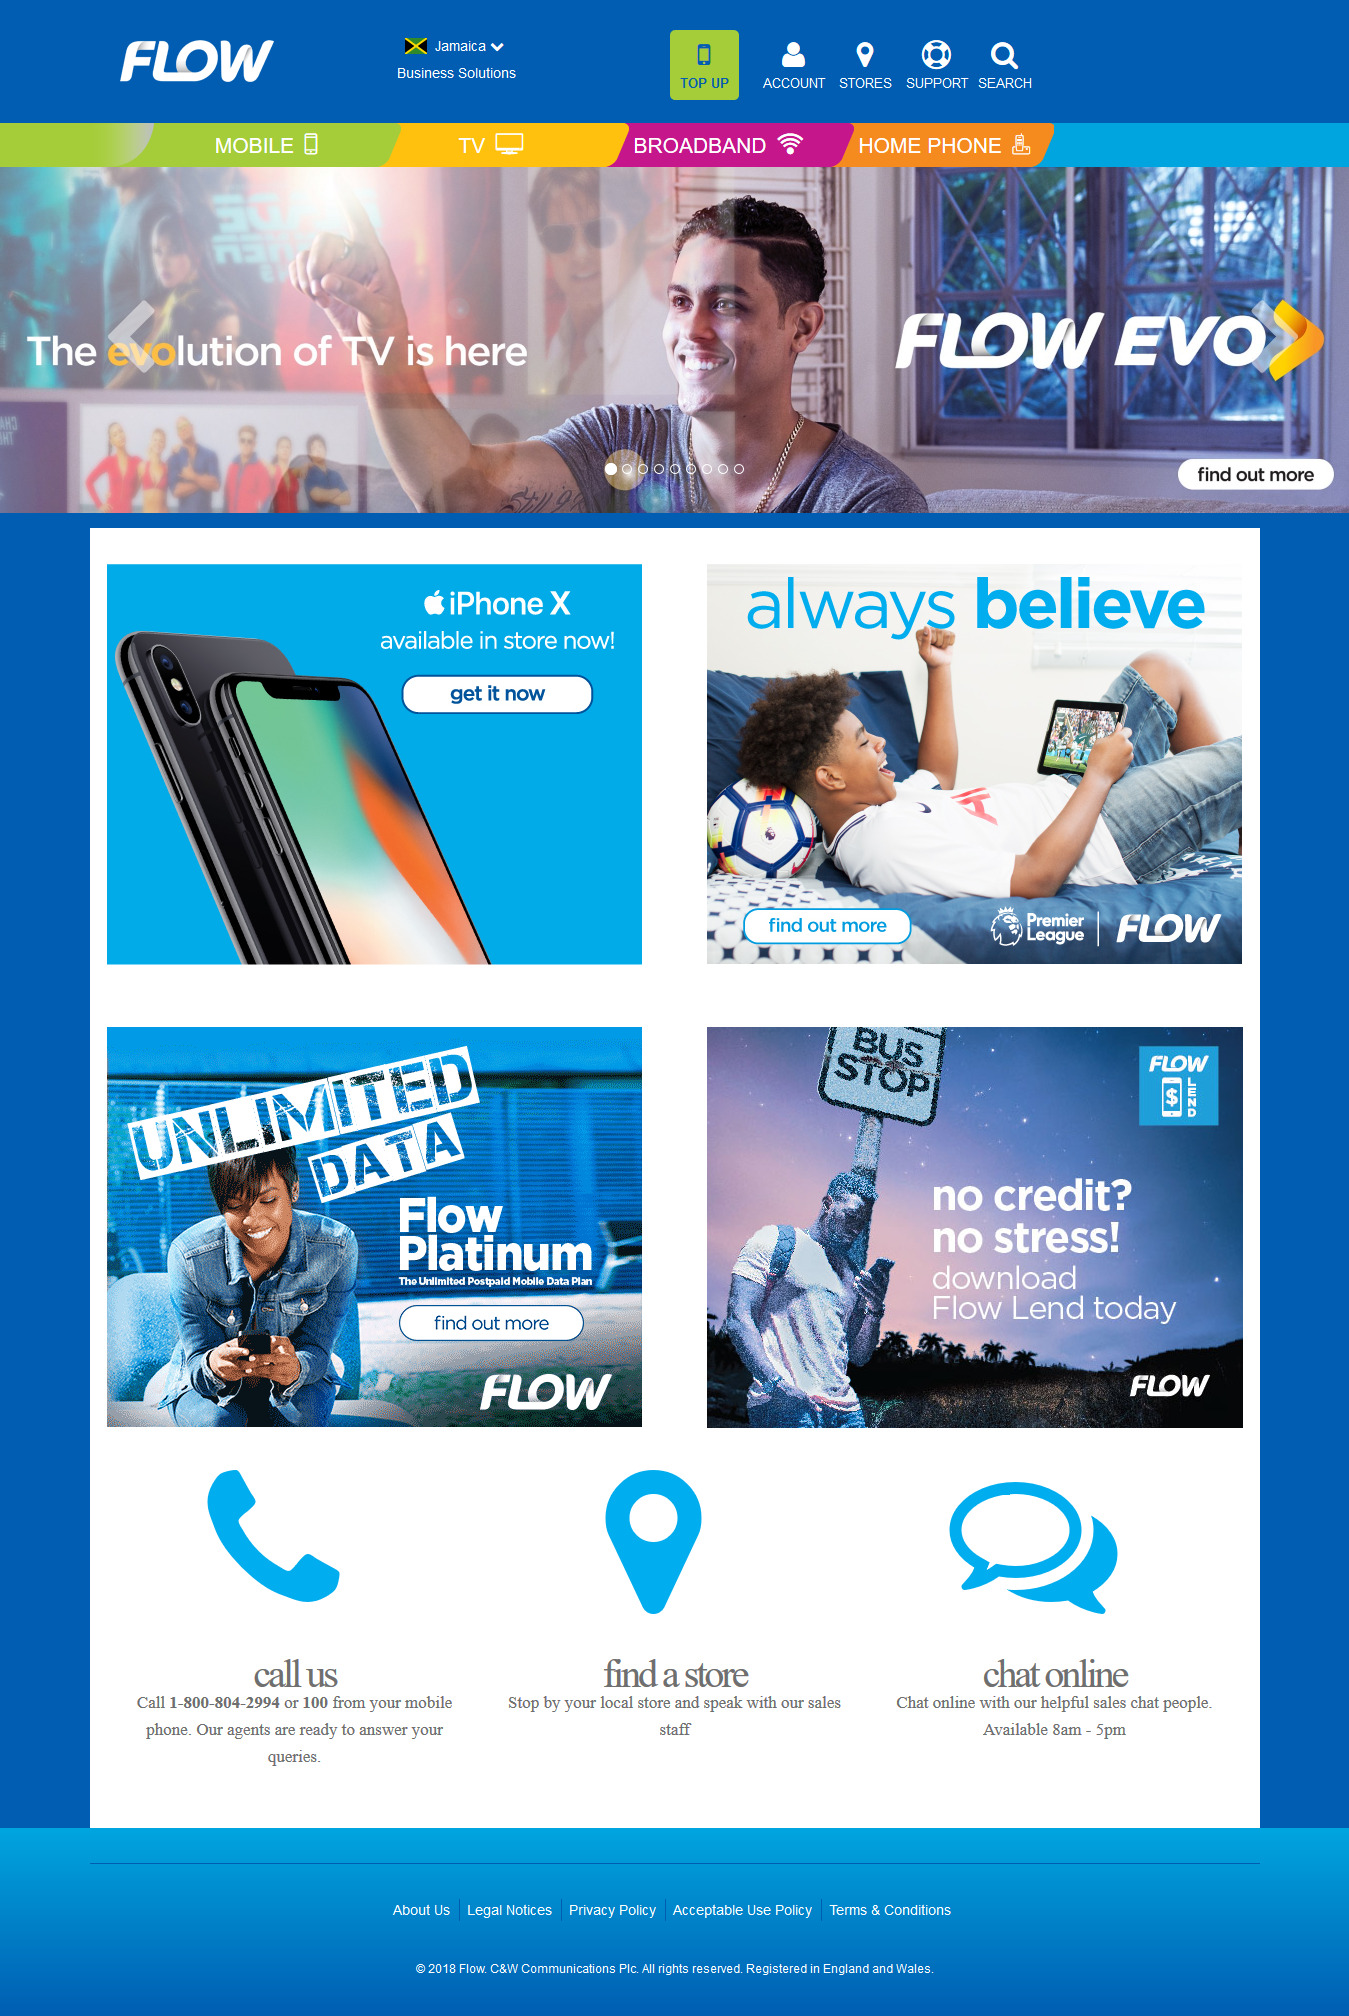 FLOW
Jamaica
Business Solutions
TOP UP
ACCOUNT
STORES
SUPPORT
SEARCH
MOBILE
TV
BROADBAND
HOME PHONE
The evolution of TV is here
FLOW EVO
find out more
iPhone X
available in store now!
get it now
always believe
find out more
Premier
League
FLOW
UNLIMITED
DATA
Flow
Platinum
The Unlimited Postpaid Mobile Data Plan
find out more
FLOW
BUS
STOP
FLOW
$
LEND
no credit?
no stress!
download
Flow Lend today
FLOW
call us
Call 1-800-804-2994 or 100 from your mobile
phone. Our agents are ready to answer your
queries.
find a store
Stop by your local store and speak with our sales
staff
chat online
Chat online with our helpful sales chat people.
Available 8am - 5pm
About Us
Legal Notices
Privacy Policy
Acceptable Use Policy
Terms & Conditions
© 2018 Flow. C&W Communications Plc. All rights reserved. Registered in England and Wales.